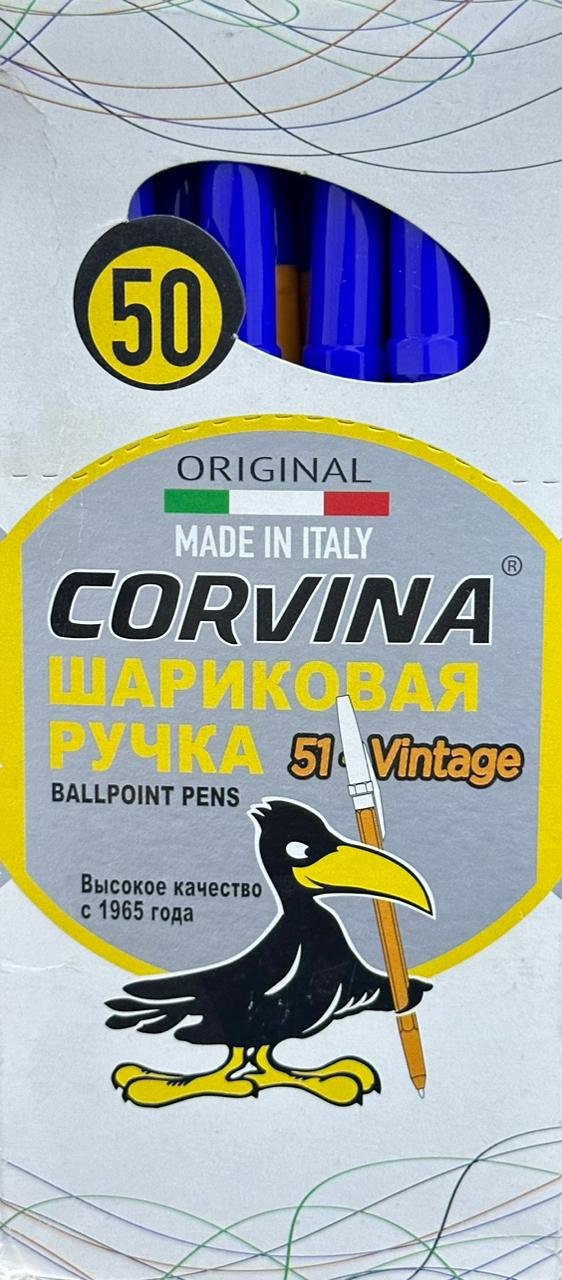 50
ORIGINAL
MADE IN ITALY
CORVINA®
ШАРИКОВАЯ
РУЧКА 51 Vintage
BALLPOINT PENS
Высокое качество
с 1965 года